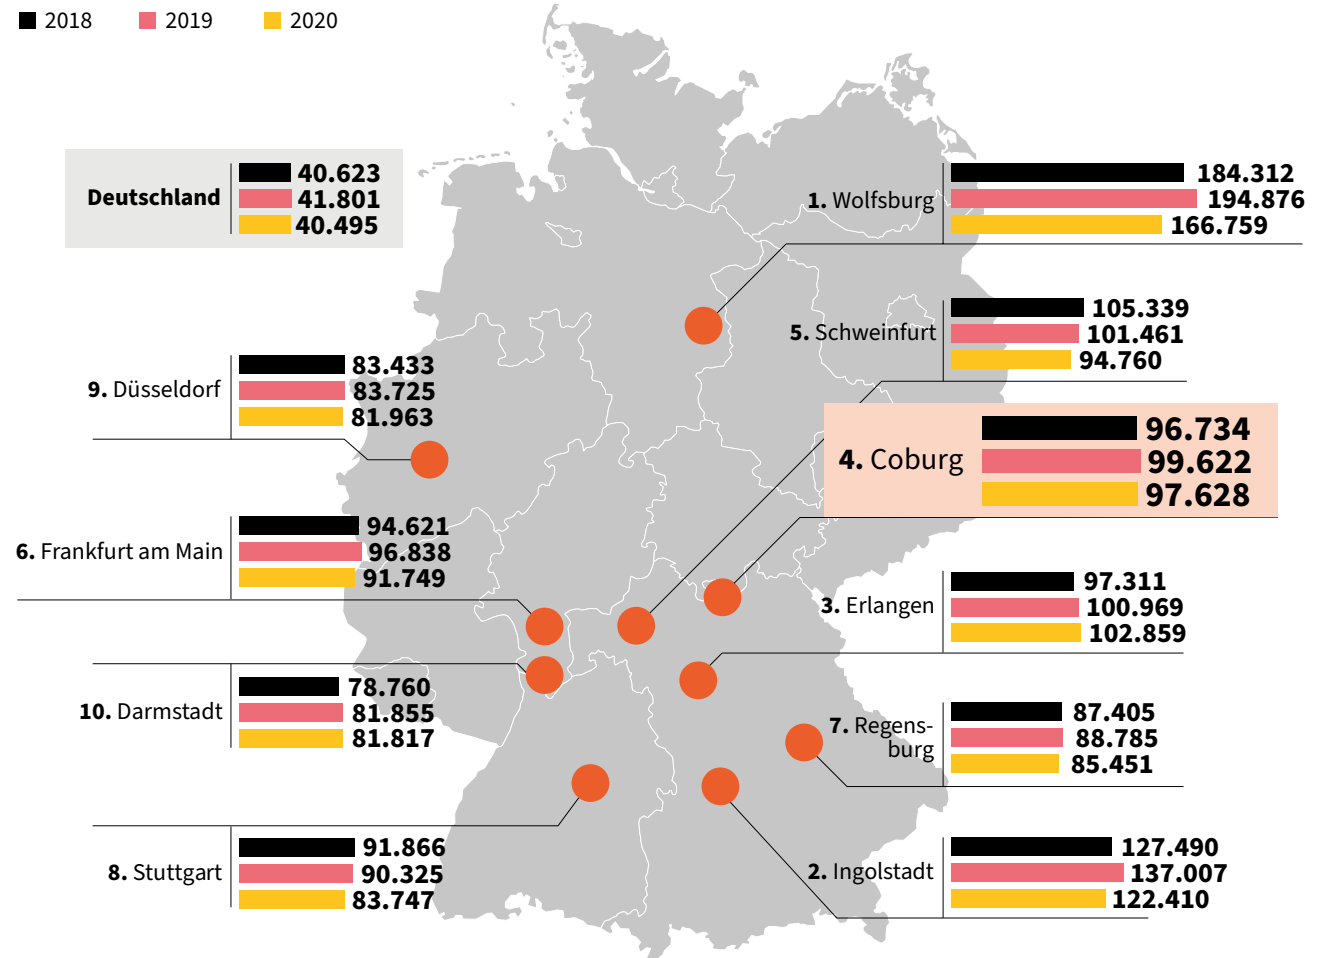 2018 2019 2020
Deutschland
40.623
41.801
40.495
1. Wolfsburg
184.312
194.876
166.759
5. Schweinfurt
105.339
101.461
94.760
9. Düsseldorf
83.433
83.725
81.963
4. Coburg
96.734
99.622
97.628
6. Frankfurt am Main
94.621
96.838
91.749
3. Erlangen
97.311
100.969
102.859
10. Darmstadt
78.760
81.855
81.817
7. Regens-
burg
87.405
88.785
85.451
8. Stuttgart
91.866
90.325
83.747
2. Ingolstadt
127.490
137.007
122.410